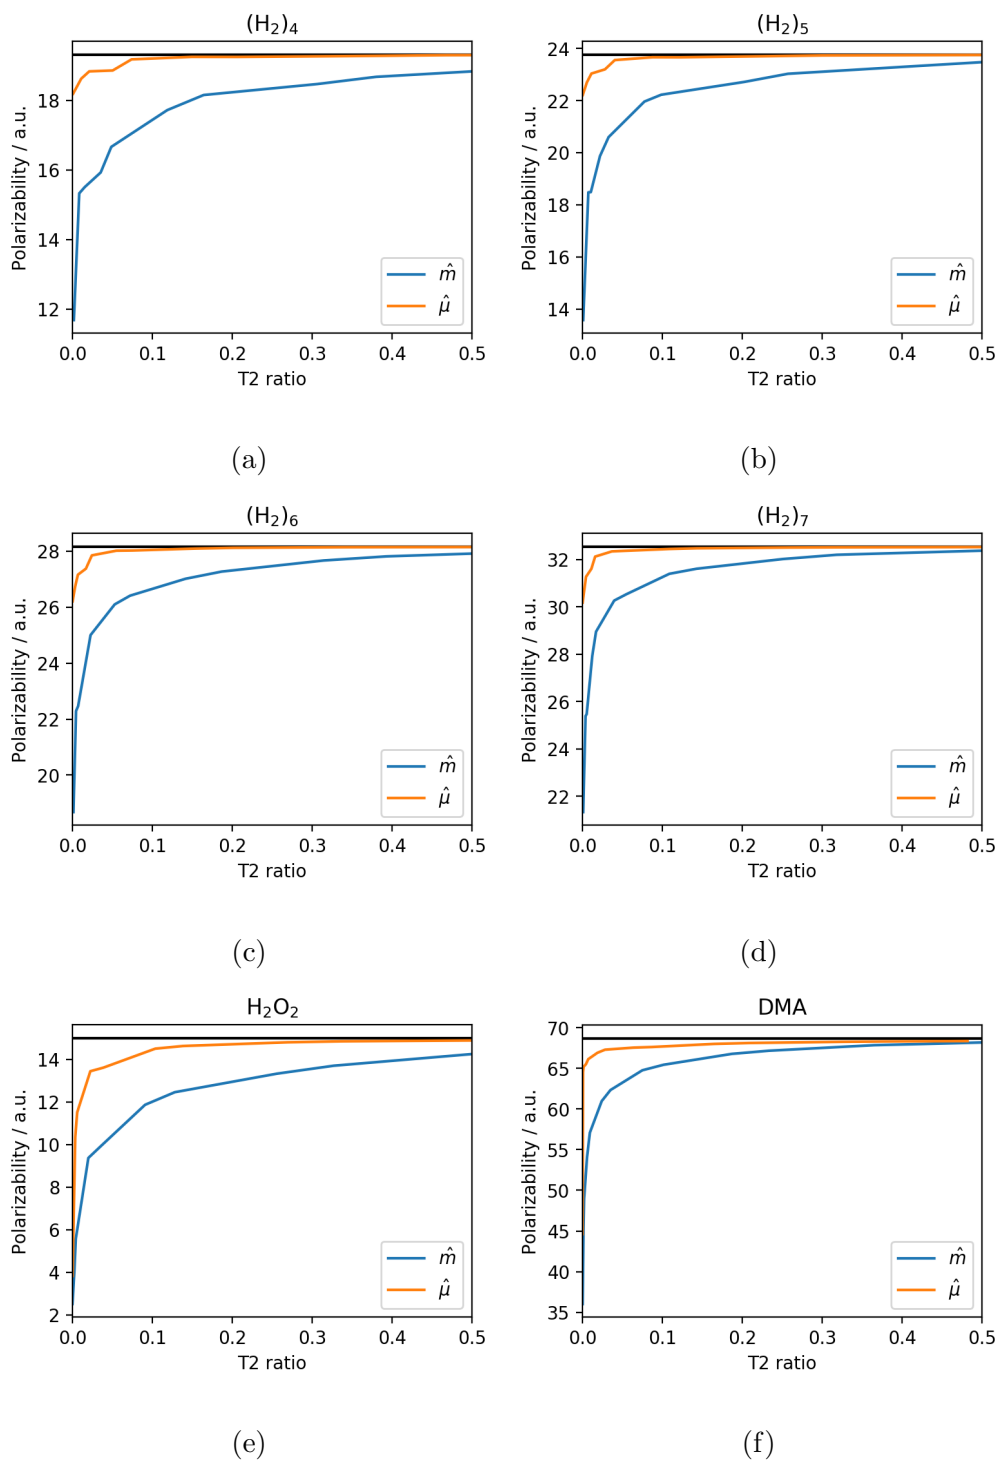 (H₂)₄
Polarizability / a.u.
18
16
14
12
m̂
μ̂
0.0 0.1 0.2 0.3 0.4 0.5
T2 ratio
(a)
(H₂)₅
Polarizability / a.u.
24
22
20
18
16
14
m̂
μ̂
0.0 0.1 0.2 0.3 0.4 0.5
T2 ratio
(b)
(H₂)₆
Polarizability / a.u.
28
26
24
22
20
m̂
μ̂
0.0 0.1 0.2 0.3 0.4 0.5
T2 ratio
(c)
(H₂)₇
Polarizability / a.u.
32
30
28
26
24
22
m̂
μ̂
0.0 0.1 0.2 0.3 0.4 0.5
T2 ratio
(d)
H₂O₂
Polarizability / a.u.
14
12
10
8
6
4
2
m̂
μ̂
0.0 0.1 0.2 0.3 0.4 0.5
T2 ratio
(e)
DMA
Polarizability / a.u.
70
65
60
55
50
45
40
35
m̂
μ̂
0.0 0.1 0.2 0.3 0.4 0.5
T2 ratio
(f)